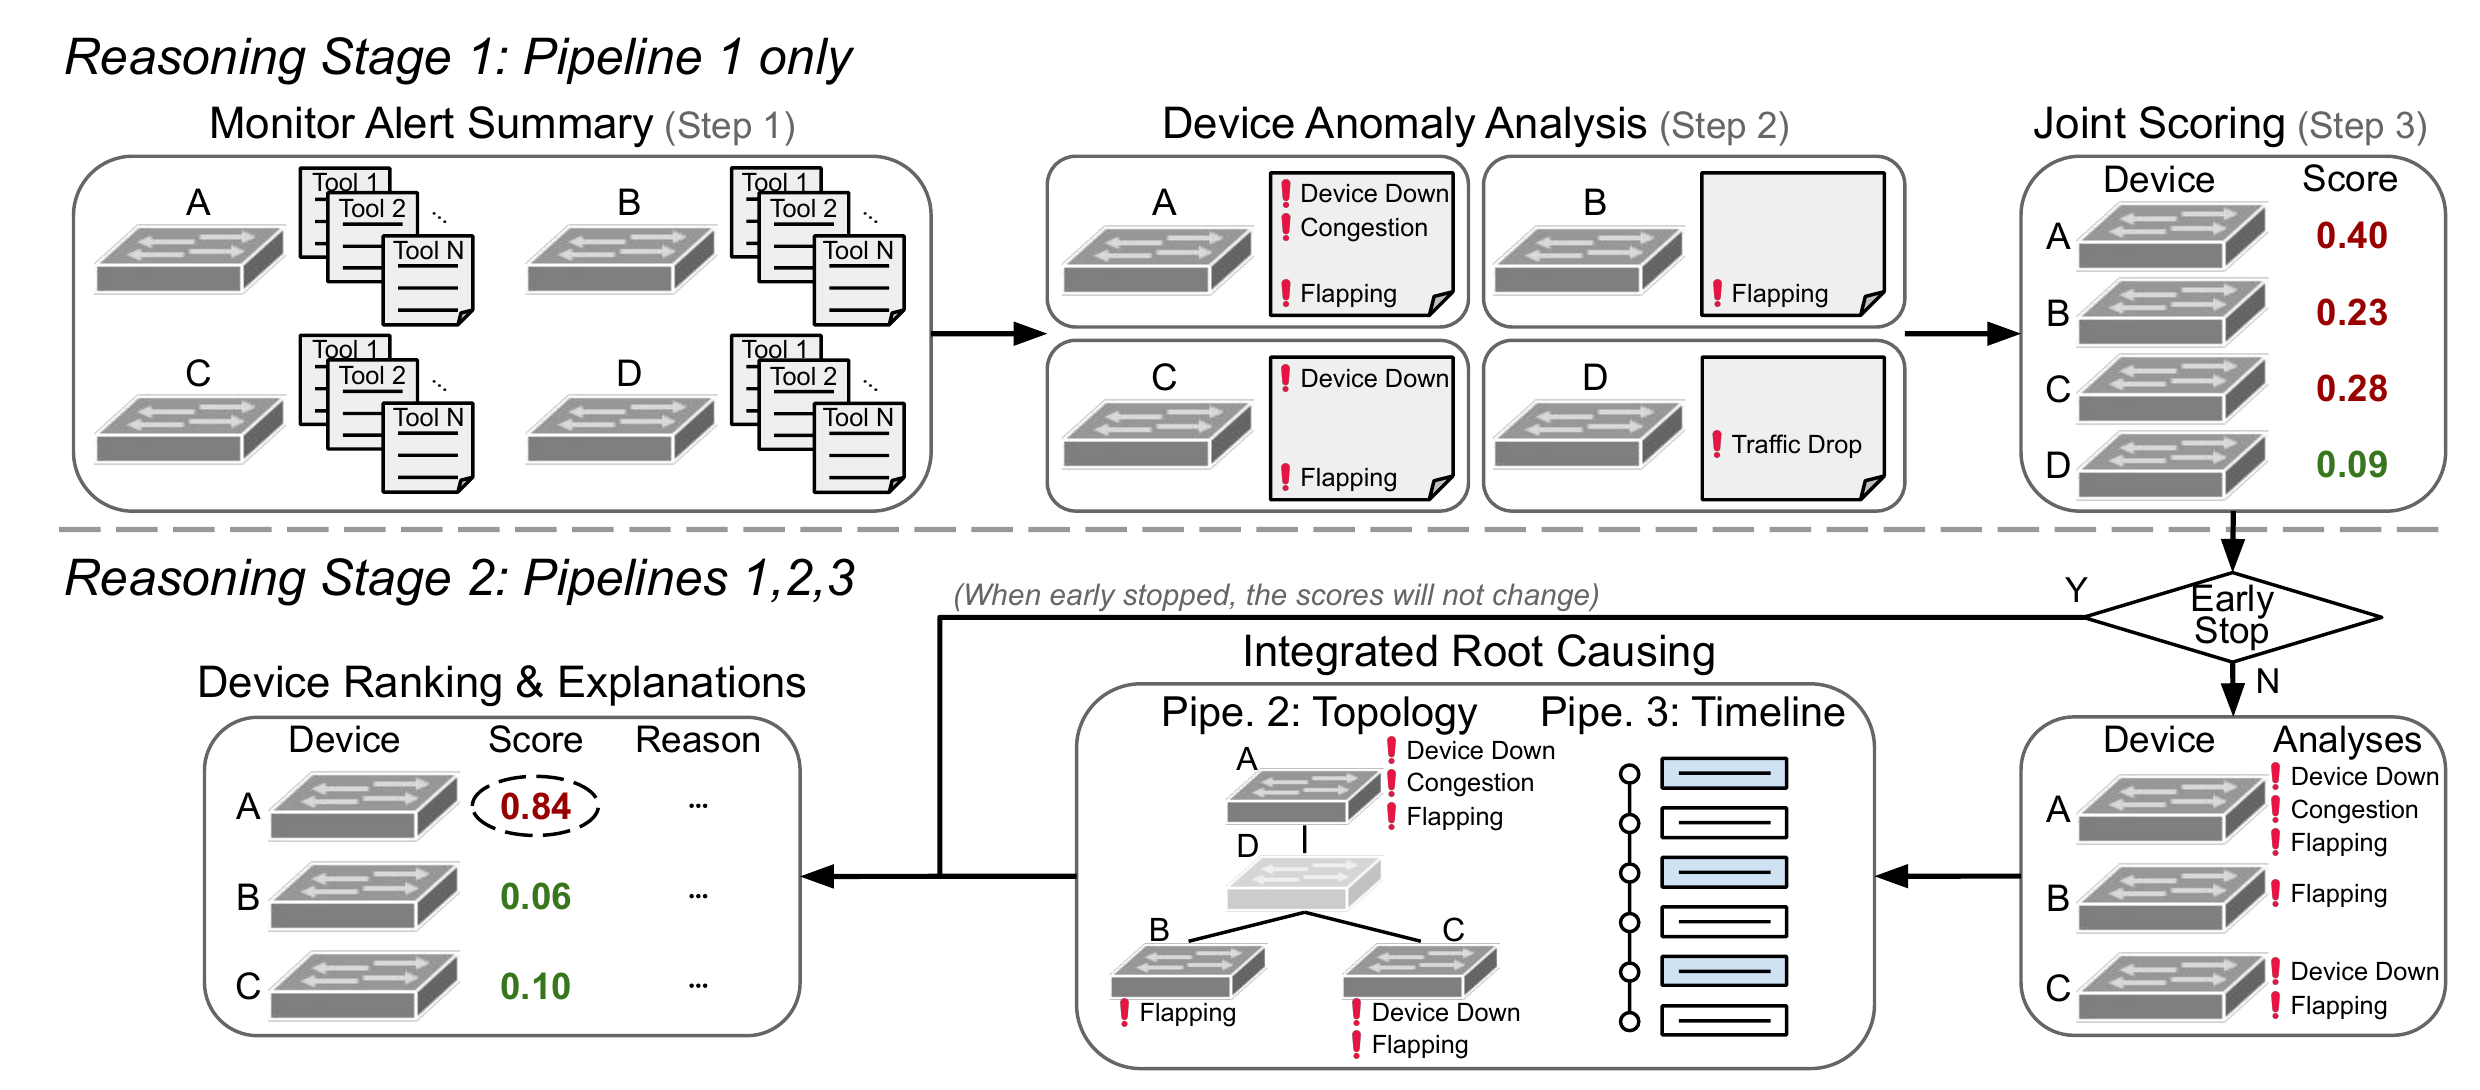 Reasoning Stage 1: Pipeline 1 only
Monitor Alert Summary (Step 1)
A
Tool 1
Tool 2
...
Tool N
B
Tool 1
Tool 2
...
Tool N
C
Tool 1
Tool 2
...
Tool N
D
Tool 1
Tool 2
...
Tool N
Device Anomaly Analysis (Step 2)
A
! Device Down
! Congestion
! Flapping
B
! Flapping
C
! Device Down
! Flapping
D
! Traffic Drop
Joint Scoring (Step 3)
Device Score
A 0.40
B 0.23
C 0.28
D 0.09
Reasoning Stage 2: Pipelines 1,2,3
(When early stopped, the scores will not change)
Y
Early
Stop
N
Device Analyses
A
! Device Down
! Congestion
! Flapping
B
! Flapping
C
! Device Down
! Flapping
Integrated Root Causing
Pipe. 2: Topology
A
! Device Down
! Congestion
! Flapping
D
B
! Flapping
C
! Device Down
! Flapping
Pipe. 3: Timeline
Device Ranking & Explanations
Device Score Reason
A 0.84 ...
B 0.06 ...
C 0.10 ...